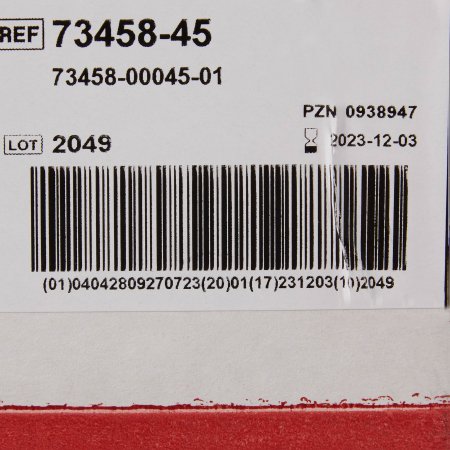 REF 73458-45
73458-00045-01
PZN 0938947
LOT 2049
2023-12-03
(01)04042809270723(20)01(17)231203(10)2049